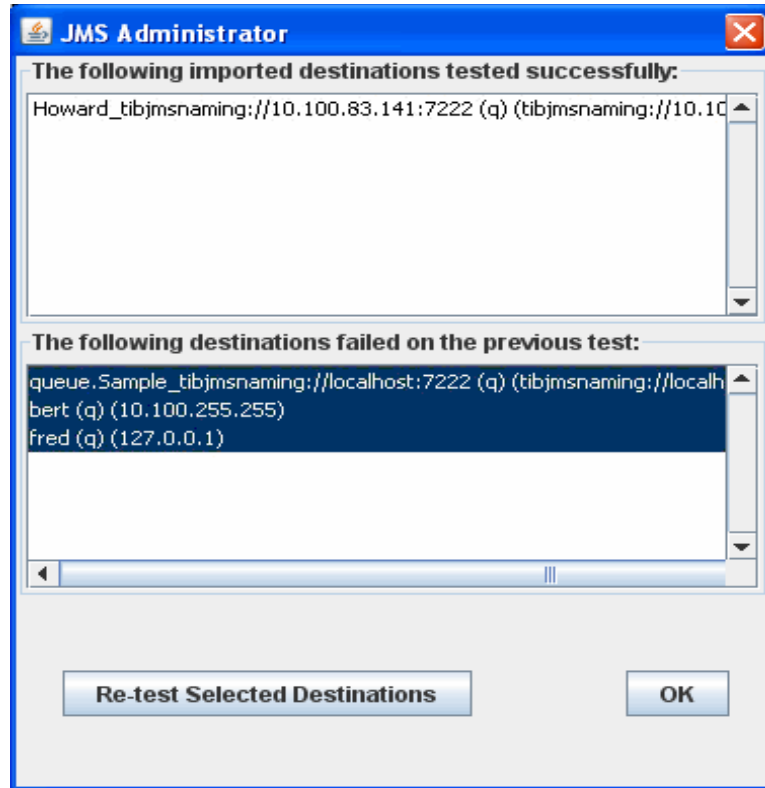 JMS Administrator
The following imported destinations tested successfully:
Howard_tibjmsnaming://10.100.83.141:7222 (q) (tibjmsnaming://10.10
The following destinations failed on the previous test:
queue.Sample_tibjmsnaming://localhost:7222 (q) (tibjmsnaming://localh
bert (q) (10.100.255.255)
fred (q) (127.0.0.1)
Re-test Selected Destinations
OK